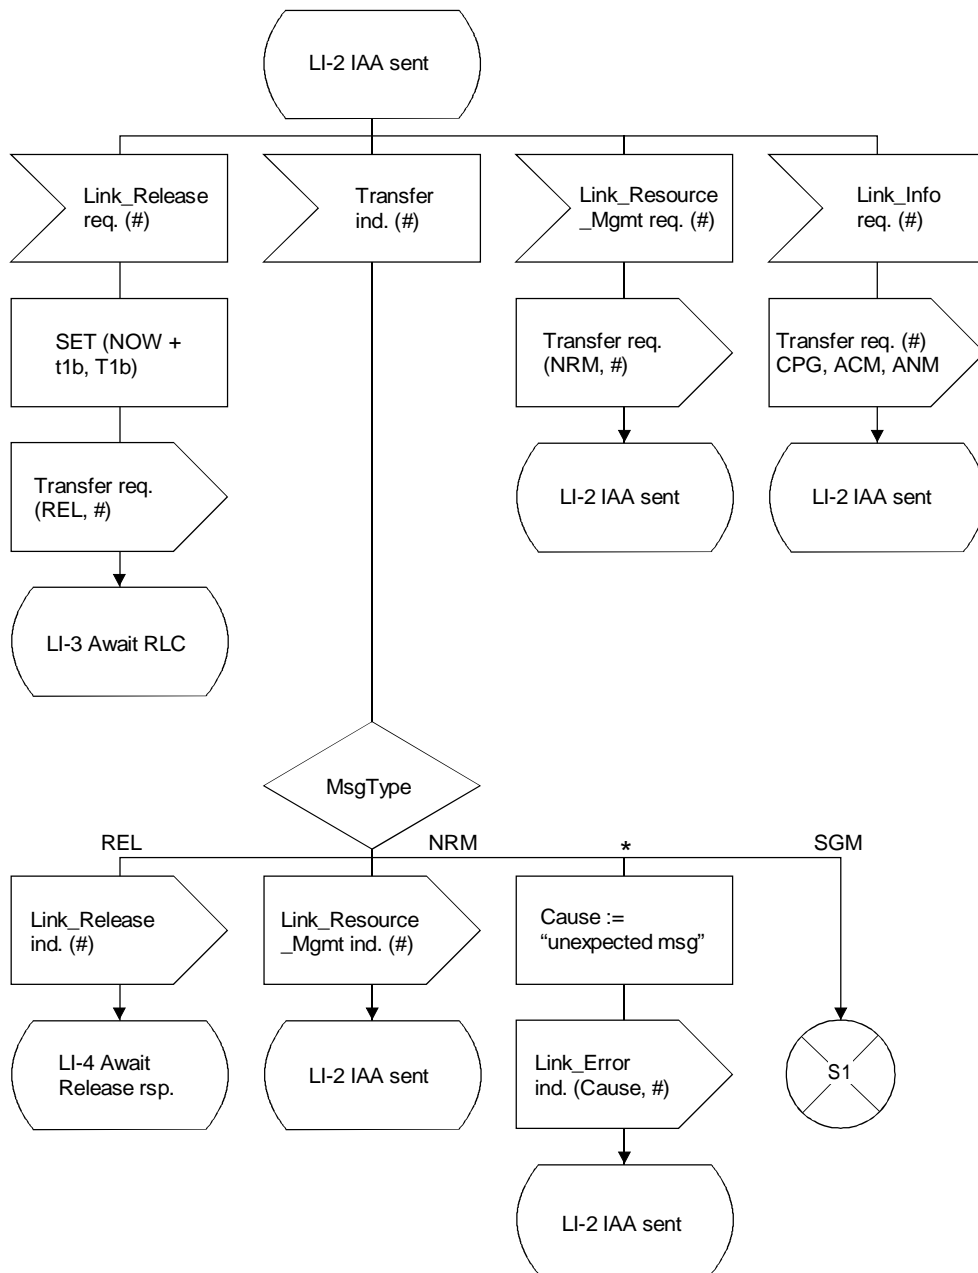 LI-2 IAA sent
Link_Release
req. (#)
Transfer
ind. (#)
Link_Resource
_Mgmt req. (#)
Link_Info
req. (#)
SET (NOW +
t1b, T1b)
Transfer req.
(NRM, #)
Transfer req. (#)
CPG, ACM, ANM
Transfer req.
(REL, #)
LI-2 IAA sent
LI-2 IAA sent
LI-3 Await RLC
MsgType
REL
NRM
*
SGM
Link_Release
ind. (#)
Link_Resource
_Mgmt ind. (#)
Cause :=
“unexpected msg”
LI-4 Await
Release rsp.
LI-2 IAA sent
Link_Error
ind. (Cause, #)
S1
LI-2 IAA sent